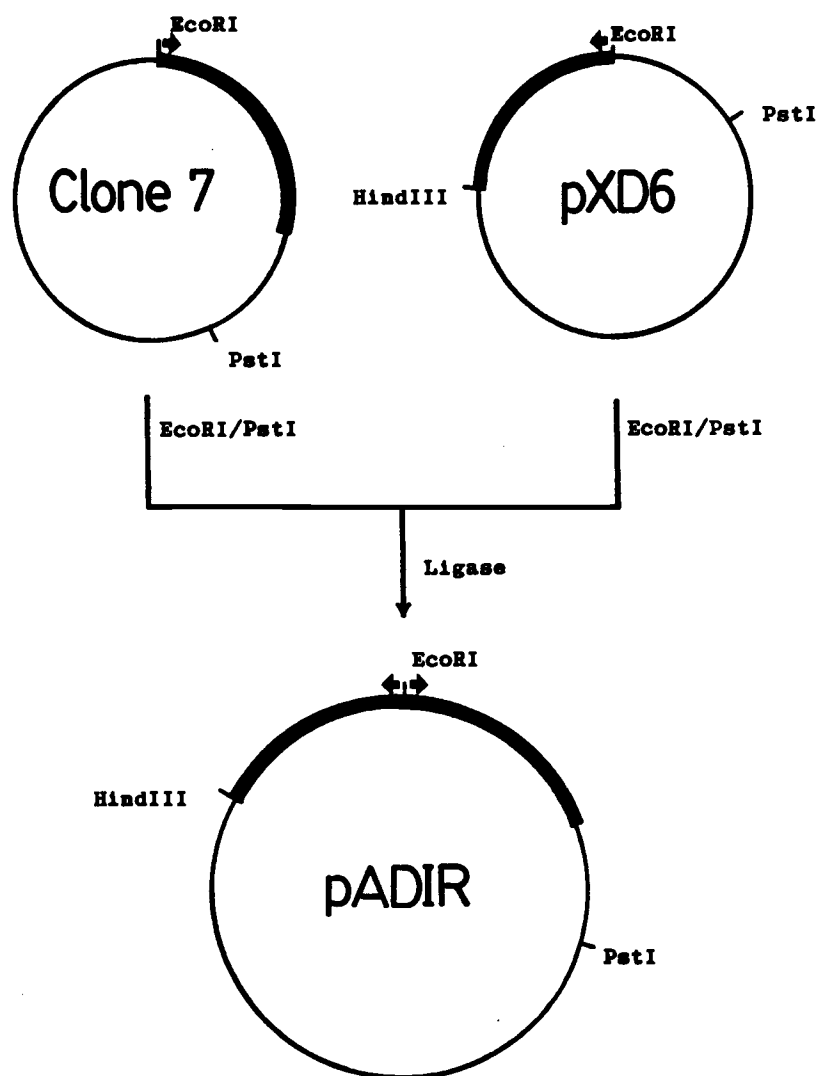 EcoRI
EcoRI
PstI
Clone 7
HindIII
pXD6
PstI
EcoRI/PstI
EcoRI/PstI
Ligase
EcoRI
HindIII
pADIR
PstI